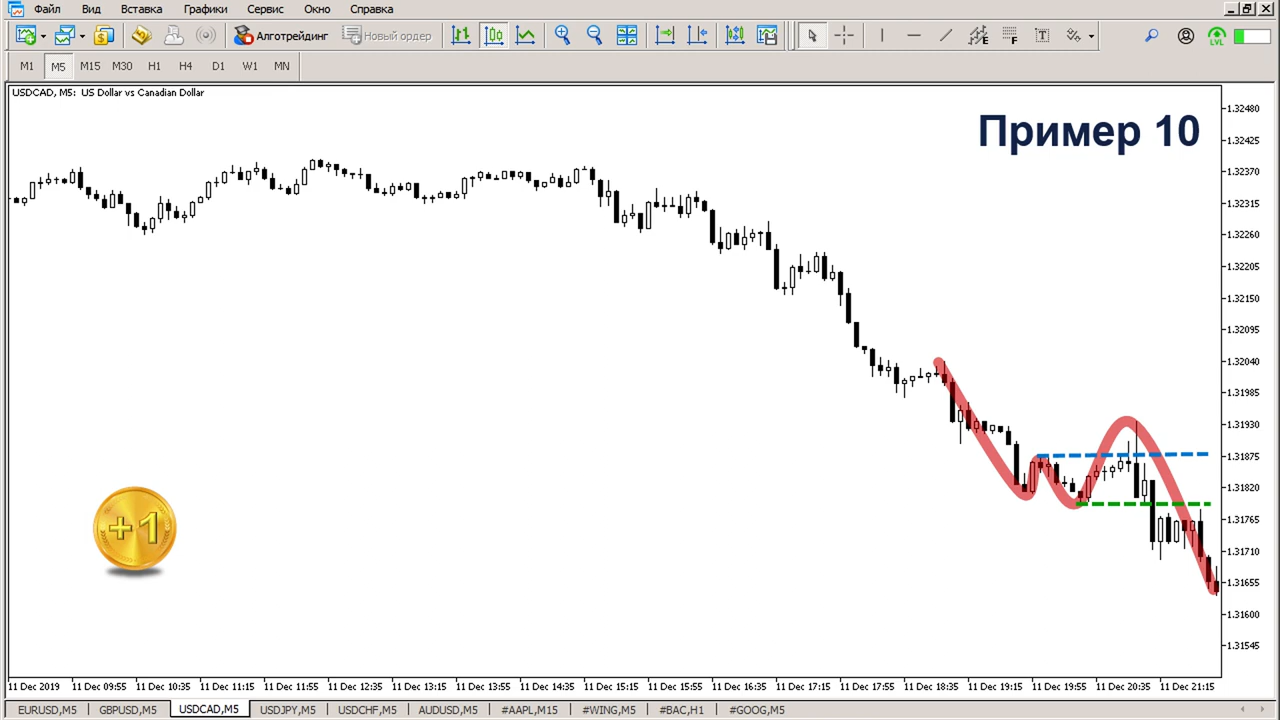 Файл Вид Вставка Графики Сервис Окно Справка
Алготрейдинг Новый ордер E F T LVL
M1 M5 M15 M30 H1 H4 D1 W1 MN
USDCAD, M5: US Dollar vs Canadian Dollar
Пример 10
1.32480
1.32425
1.32370
1.32315
1.32260
1.32205
1.32150
1.32095
1.32040
1.31985
1.31930
1.31875
1.31820
1.31765
1.31710
1.31655
1.31600
1.31545
+1
11 Dec 2019 11 Dec 09:55 11 Dec 10:35 11 Dec 11:15 11 Dec 11:55 11 Dec 12:35 11 Dec 13:15 11 Dec 13:55 11 Dec 14:35 11 Dec 15:15 11 Dec 15:55 11 Dec 16:35 11 Dec 17:15 11 Dec 17:55 11 Dec 18:35 11 Dec 19:15 11 Dec 19:55 11 Dec 20:35 11 Dec 21:15
EURUSD,M5 GBPUSD,M5 USDCAD,M5 USDJPY,M5 USDCHF,M5 AUDUSD,M5 #AAPL,M15 #WING,M5 #BAC,H1 #GOOG,M5